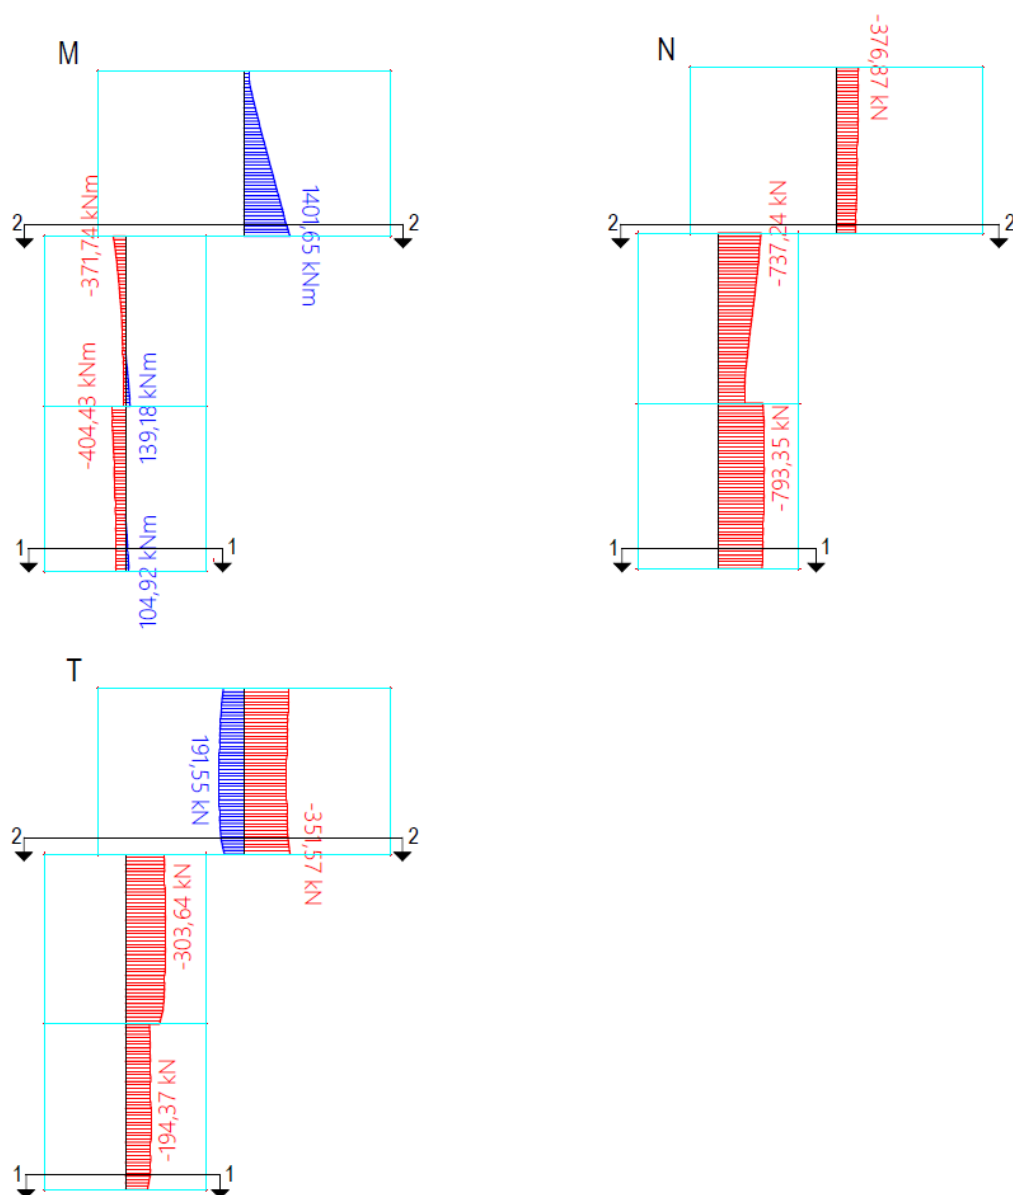 M
N
-376,87 kN
-371,74 kNm
1401,65 kNm
2
2
2
2
-737,24 kN
-404,43 kNm
139,18 kNm
-793,35 kN
1
1
1
1
104,92 kNm
T
191,55 kN
-351,57 kN
2
2
-303,64 kN
-194,37 kN
1
1